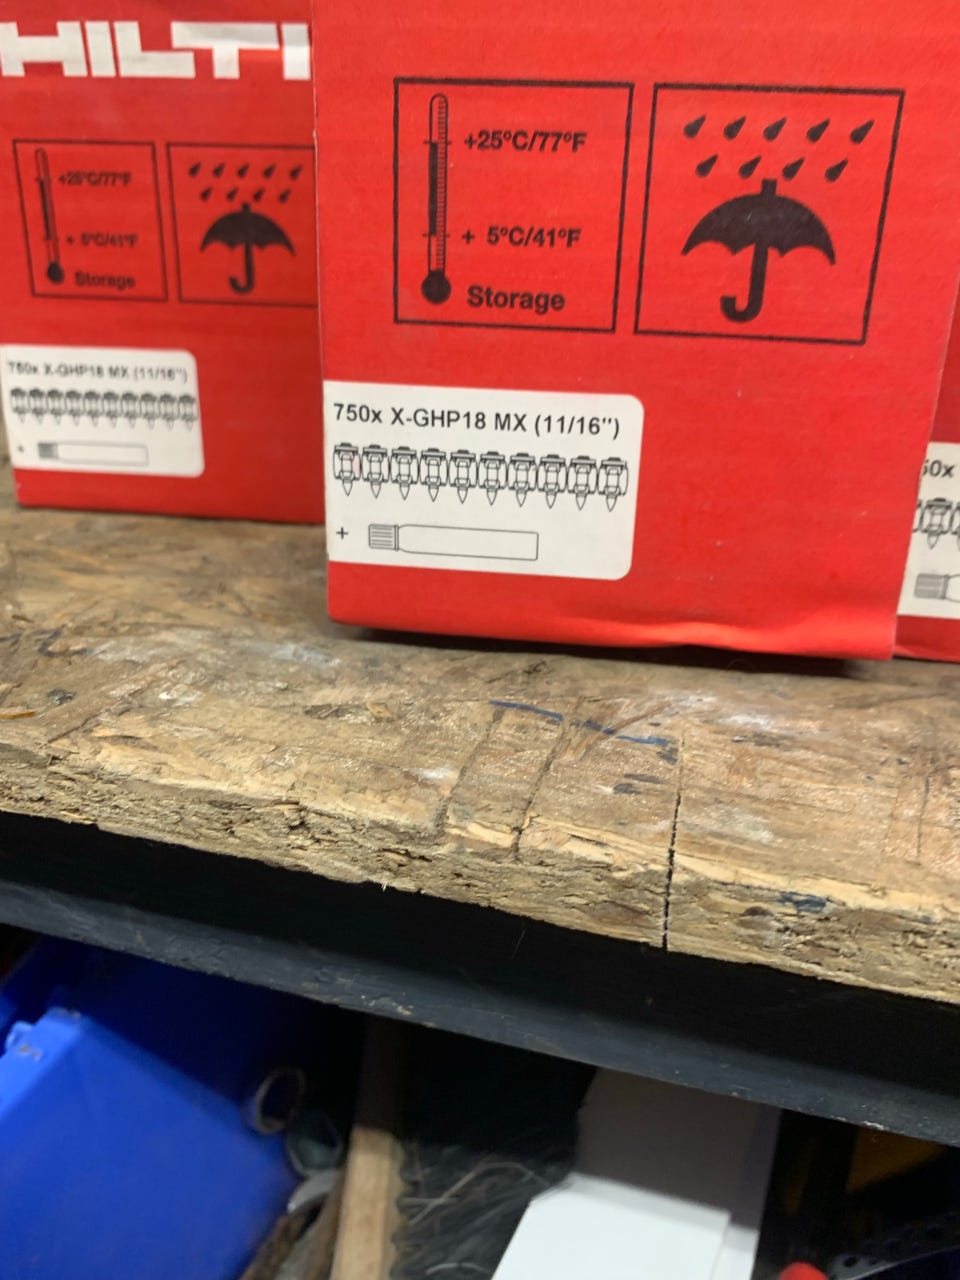 HILTI
+25°C/77°F
+ 5°C/41°F
Storage
750x X-GHP18 MX (11/16")
+
+25°C/77°F
+ 5°C/41°F
Storage
750x X-GHP18 MX (11/16")
+
50x